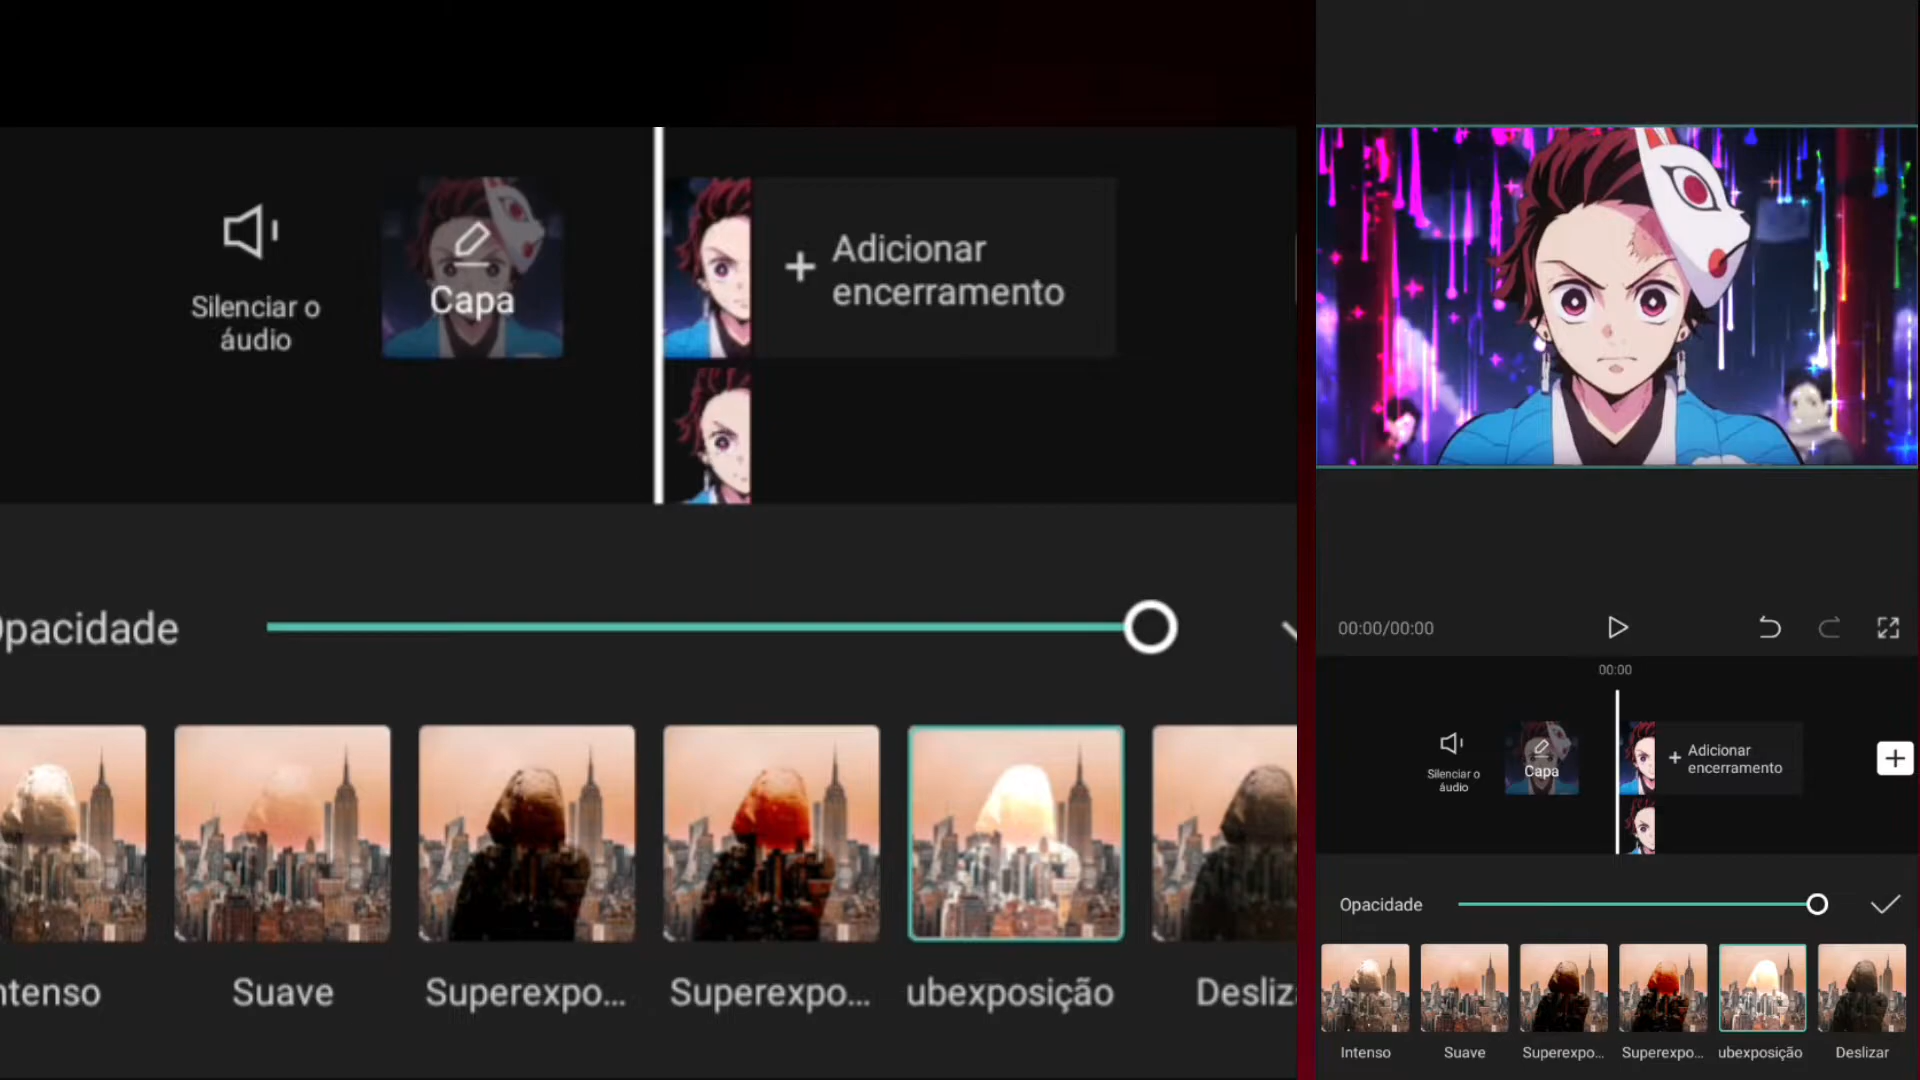 Silenciar o
áudio
Capa
+ Adicionar
encerramento
pacidade
ntenso
Suave
Superexpo...
Superexpo...
ubexposição
Desliz
00:00/00:00
00:00
Silenciar o
áudio
Capa
+ Adicionar
encerramento
+
Opacidade
Intenso
Suave
Superexpo...
Superexpo...
ubexposição
Deslizar